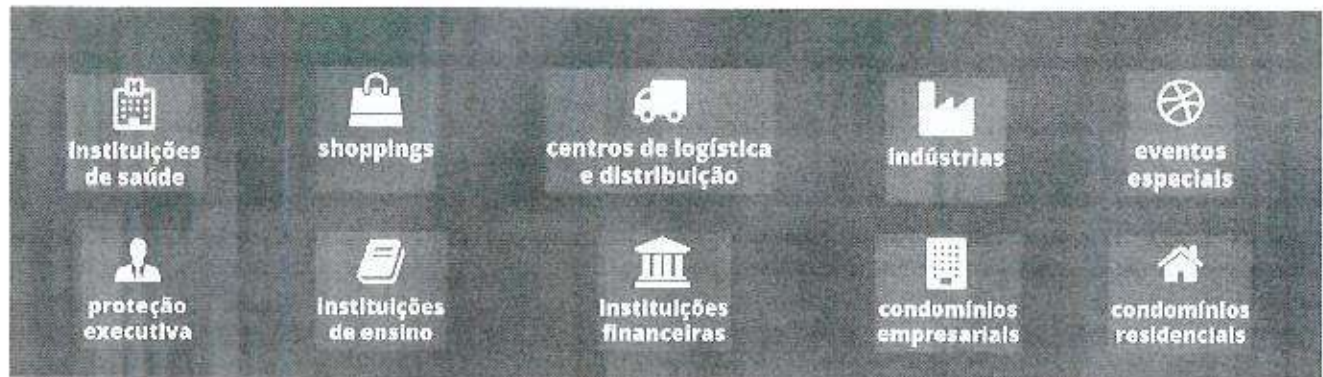 instituições
de saúde
shoppings
centros de logística
e distribuição
indústrias
eventos
especiais
proteção
executiva
instituições
de ensino
instituições
financeiras
condomínios
empresariais
condomínios
residenciais